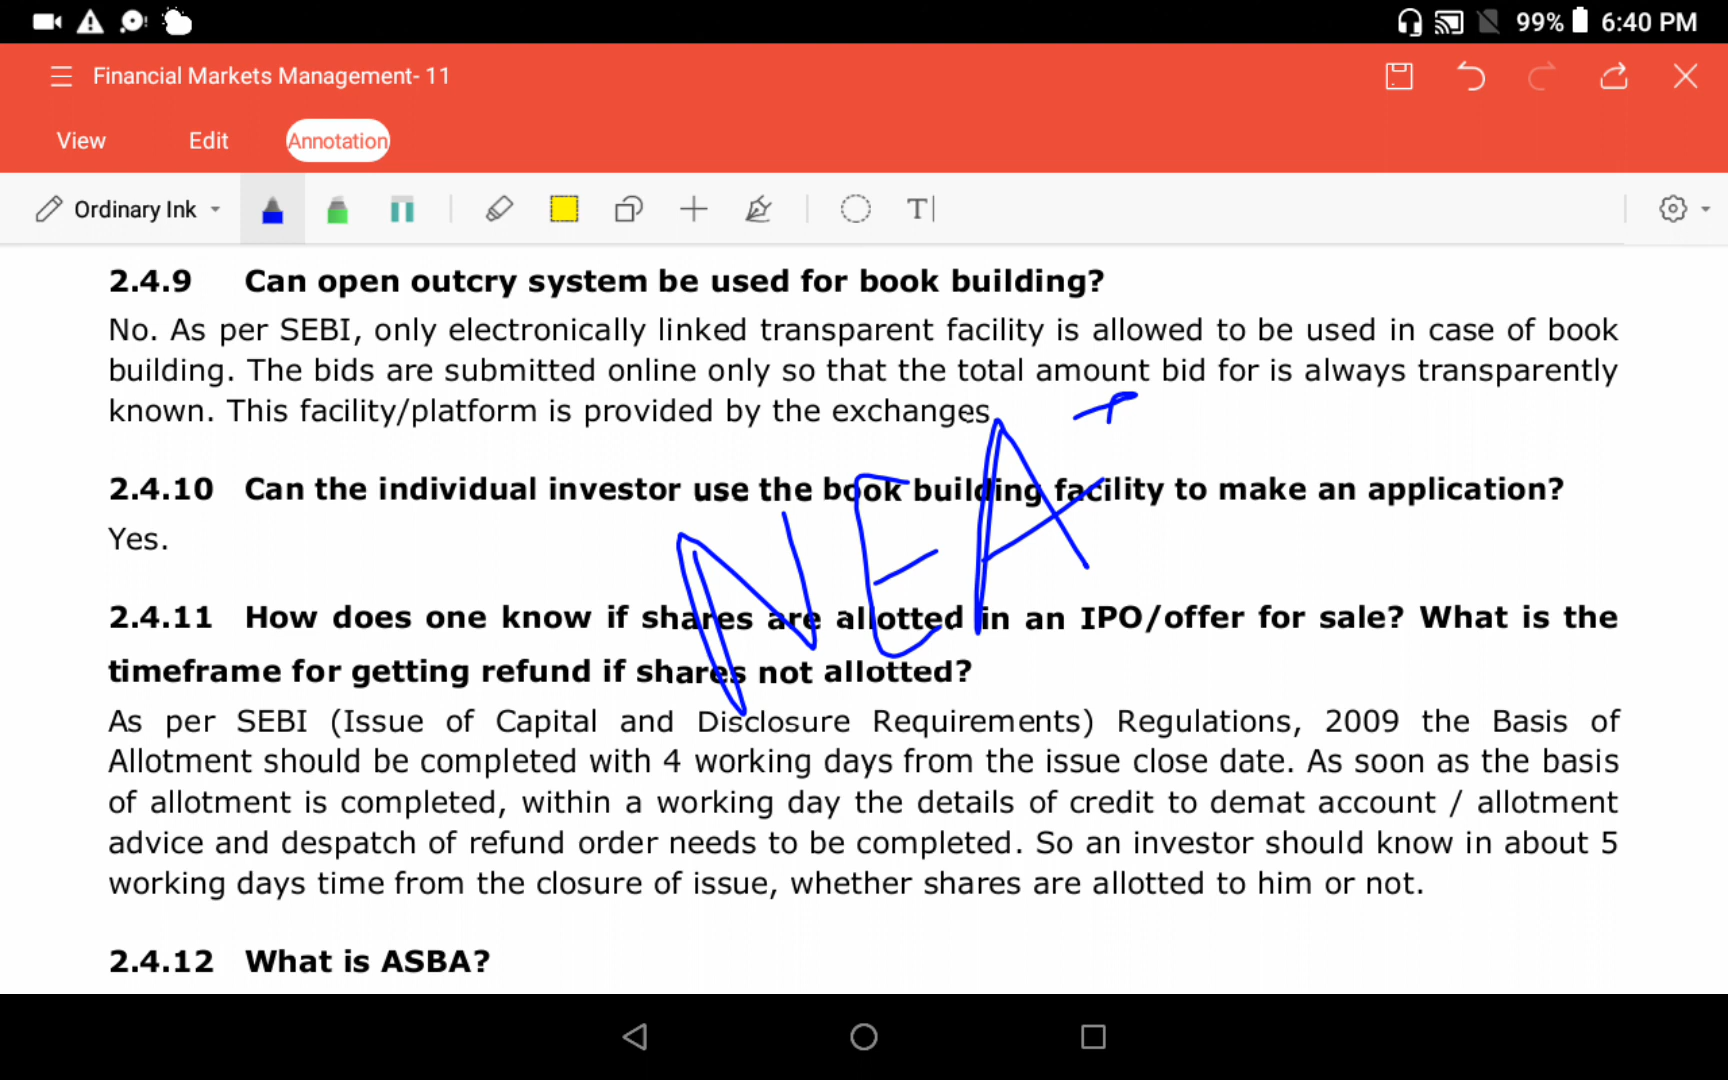 99% 6:40 PM
Financial Markets Management- 11
View Edit Annotation
Ordinary Ink T
2.4.9 Can open outcry system be used for book building?
No. As per SEBI, only electronically linked transparent facility is allowed to be used in case of book
building. The bids are submitted online only so that the total amount bid for is always transparently
known. This facility/platform is provided by the exchanges.
2.4.10 Can the individual investor use the book building facility to make an application?
Yes.
NEAT
2.4.11 How does one know if shares are allotted in an IPO/offer for sale? What is the
timeframe for getting refund if shares not allotted?
As per SEBI (Issue of Capital and Disclosure Requirements) Regulations, 2009 the Basis of
Allotment should be completed with 4 working days from the issue close date. As soon as the basis
of allotment is completed, within a working day the details of credit to demat account / allotment
advice and despatch of refund order needs to be completed. So an investor should know in about 5
working days time from the closure of issue, whether shares are allotted to him or not.
2.4.12 What is ASBA?